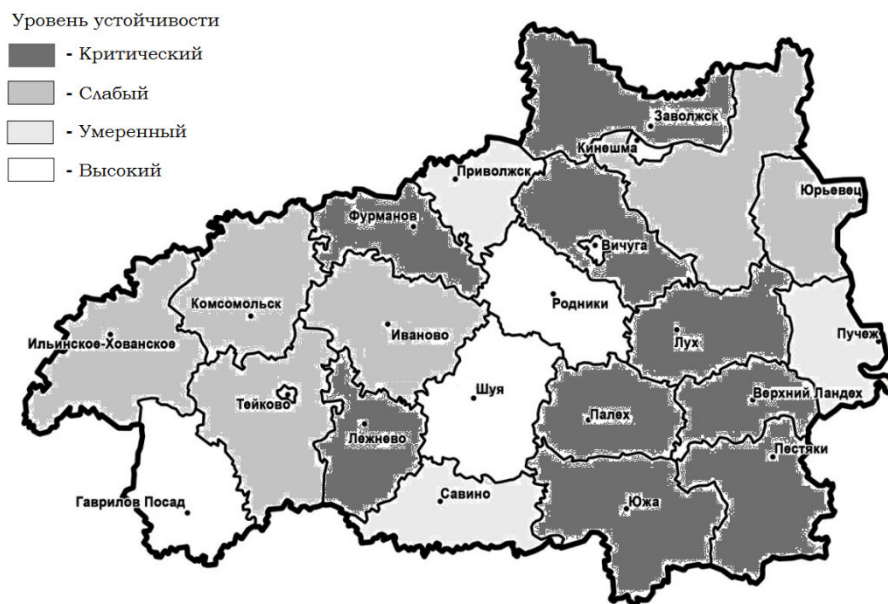 Уровень устойчивости
- Критический
- Слабый
- Умеренный
- Высокий
Заволжск
Кинешма
Приволжск
Юрьевец
Фурманов
Вичуга
Комсомольск
Родники
Иваново
Ильинское-Хованское
Лух
Пучеж
Шуя
Тейково
Верхний Ландех
Палех
Лежнево
Пестяки
Гаврилов Посад
Савино
Южа